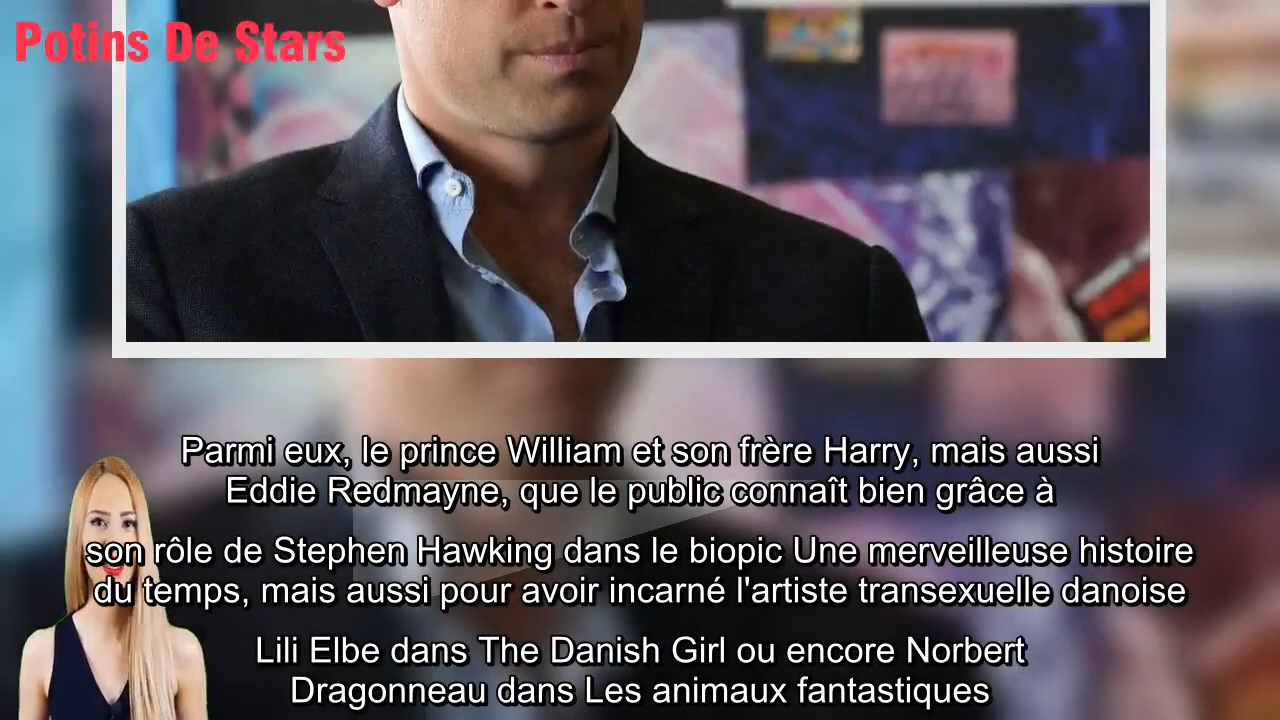 Potins De Stars
Parmi eux, le prince William et son frère Harry, mais aussi
Eddie Redmayne, que le public connaît bien grâce à
son rôle de Stephen Hawking dans le biopic Une merveilleuse histoire
du temps, mais aussi pour avoir incarné l'artiste transexuelle danoise
Lili Elbe dans The Danish Girl ou encore Norbert
Dragonneau dans Les animaux fantastiques